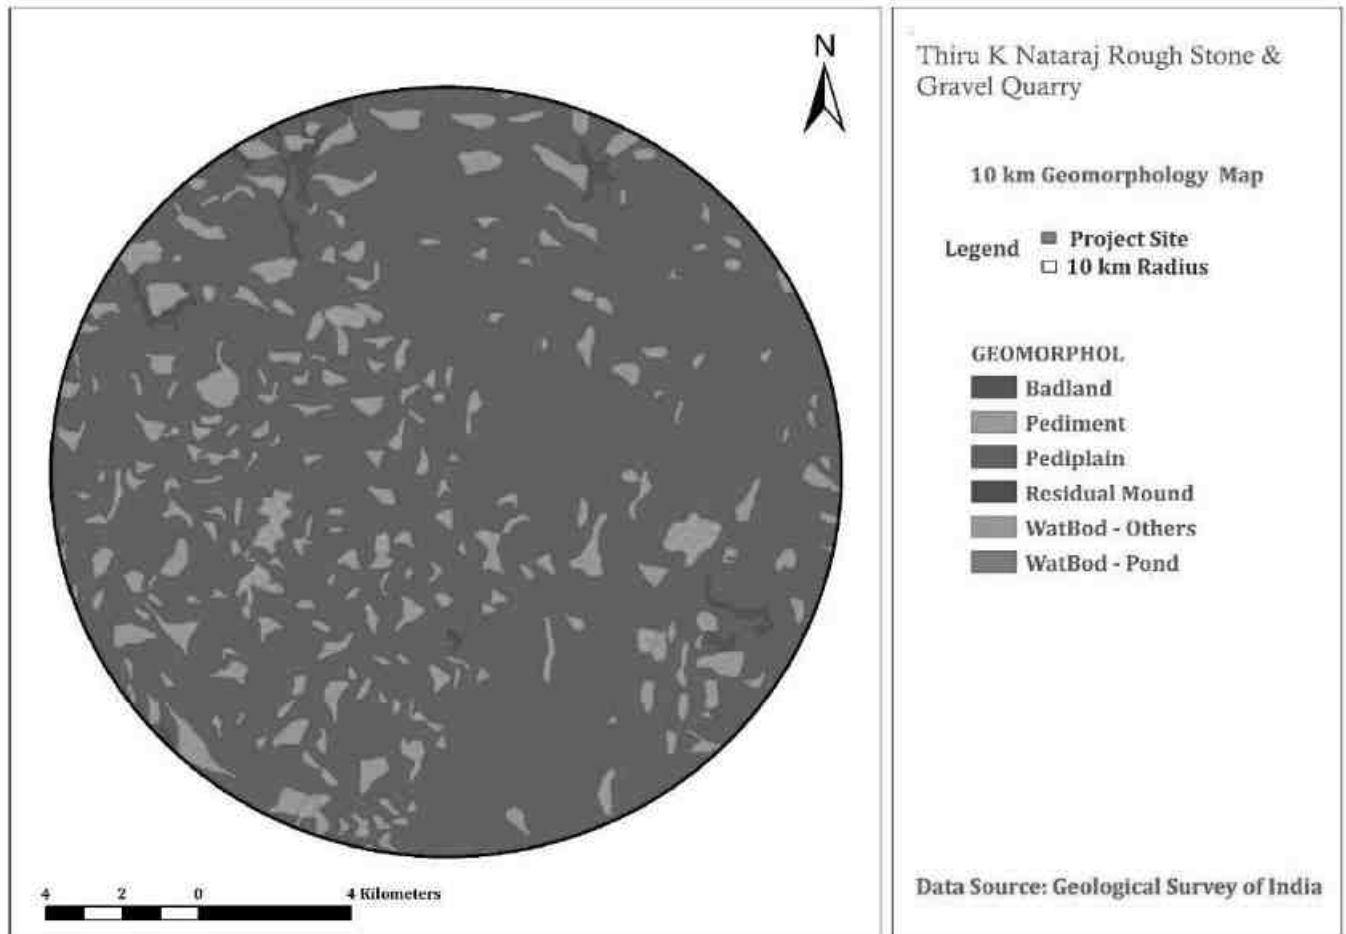 N
Thiru K Nataraj Rough Stone &
Gravel Quarry
10 km Geomorphology Map
Legend
Project Site
10 km Radius
GEOMORPHOL
Badland
Pediment
Pediplain
Residual Mound
WatBod - Others
WatBod - Pond
4 2 0 4 Kilometers
Data Source: Geological Survey of India